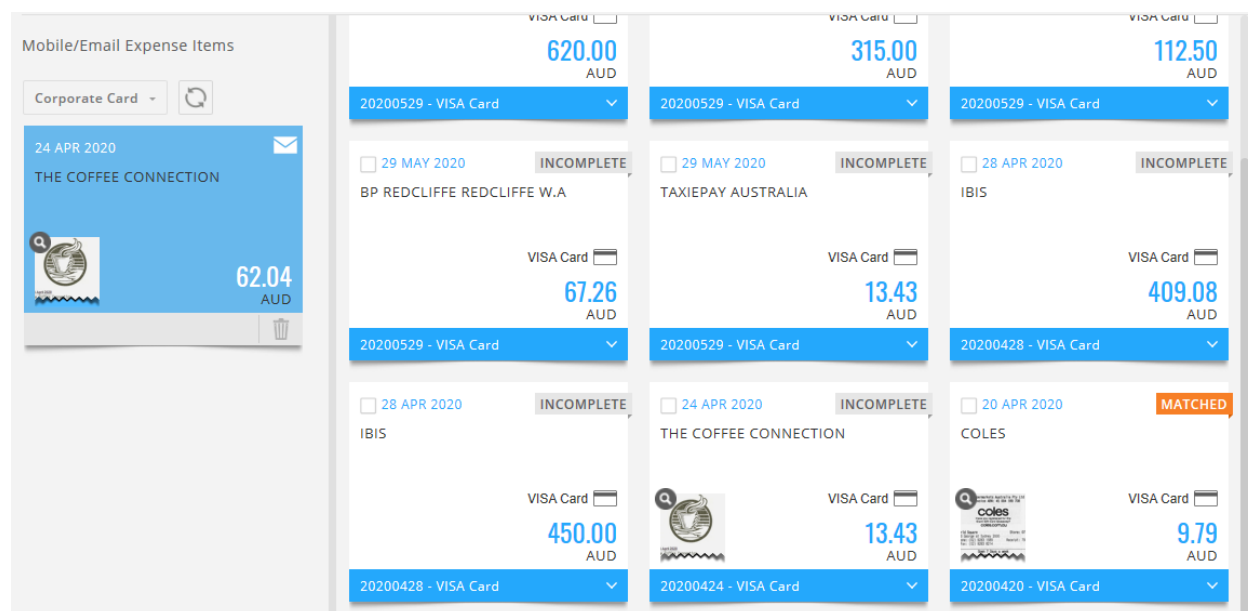 Mobile/Email Expense Items
Corporate Card
24 APR 2020
THE COFFEE CONNECTION
62.04
AUD
VISA Card
620.00
AUD
20200529 - VISA Card
VISA Card
315.00
AUD
20200529 - VISA Card
VISA Card
112.50
AUD
20200529 - VISA Card
29 MAY 2020
INCOMPLETE
BP REDCLIFFE REDCLIFFE W.A
VISA Card
67.26
AUD
20200529 - VISA Card
29 MAY 2020
INCOMPLETE
TAXIEPAY AUSTRALIA
VISA Card
13.43
AUD
20200529 - VISA Card
28 APR 2020
INCOMPLETE
IBIS
VISA Card
409.08
AUD
20200428 - VISA Card
28 APR 2020
INCOMPLETE
IBIS
VISA Card
450.00
AUD
20200428 - VISA Card
24 APR 2020
INCOMPLETE
THE COFFEE CONNECTION
VISA Card
13.43
AUD
20200424 - VISA Card
20 APR 2020
MATCHED
COLES
coles
VISA Card
9.79
AUD
20200420 - VISA Card